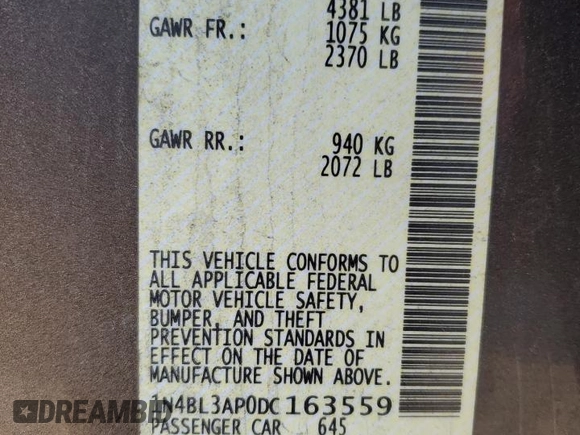 4381 LB
GAWR FR.: 1075 KG
2370 LB
GAWR RR.: 940 KG
2072 LB
THIS VEHICLE CONFORMS TO
ALL APPLICABLE FEDERAL
MOTOR VEHICLE SAFETY,
BUMPER, AND THEFT
PREVENTION STANDARDS IN
EFFECT ON THE DATE OF
MANUFACTURE SHOWN ABOVE.
1N4BL3AP0DC163559
PASSENGER CAR 645